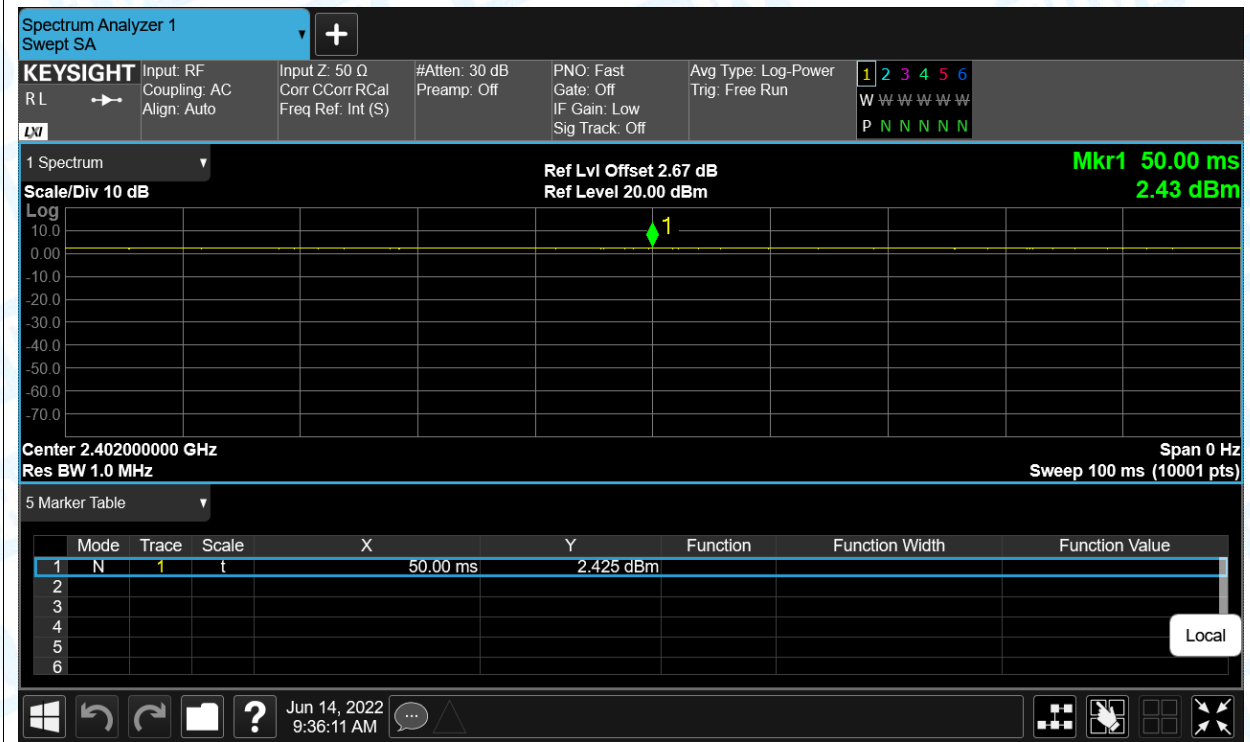 Spectrum Analyzer 1
Swept SA
KEYSIGHT
R L
LXI
Input: RF
Coupling: AC
Align: Auto
Input Z: 50 Ω
Corr CCorr RCal
Freq Ref: Int (S)
#Atten: 30 dB
Preamp: Off
PNO: Fast
Gate: Off
IF Gain: Low
Sig Track: Off
Avg Type: Log-Power
Trig: Free Run
1 2 3 4 5 6
W W W W W W
P N N N N N
1 Spectrum
Scale/Div 10 dB
Ref Lvl Offset 2.67 dB
Ref Level 20.00 dBm
Mkr1 50.00 ms
2.43 dBm
Log
10.0
0.00
-10.0
-20.0
-30.0
-40.0
-50.0
-60.0
-70.0
1
Center 2.402000000 GHz
Res BW 1.0 MHz
Span 0 Hz
Sweep 100 ms (10001 pts)
5 Marker Table
Mode Trace Scale X Y Function Function Width Function Value
1 N 1 t 50.00 ms 2.425 dBm
2
3
4
5
6
Local
?
Jun 14, 2022
9:36:11 AM